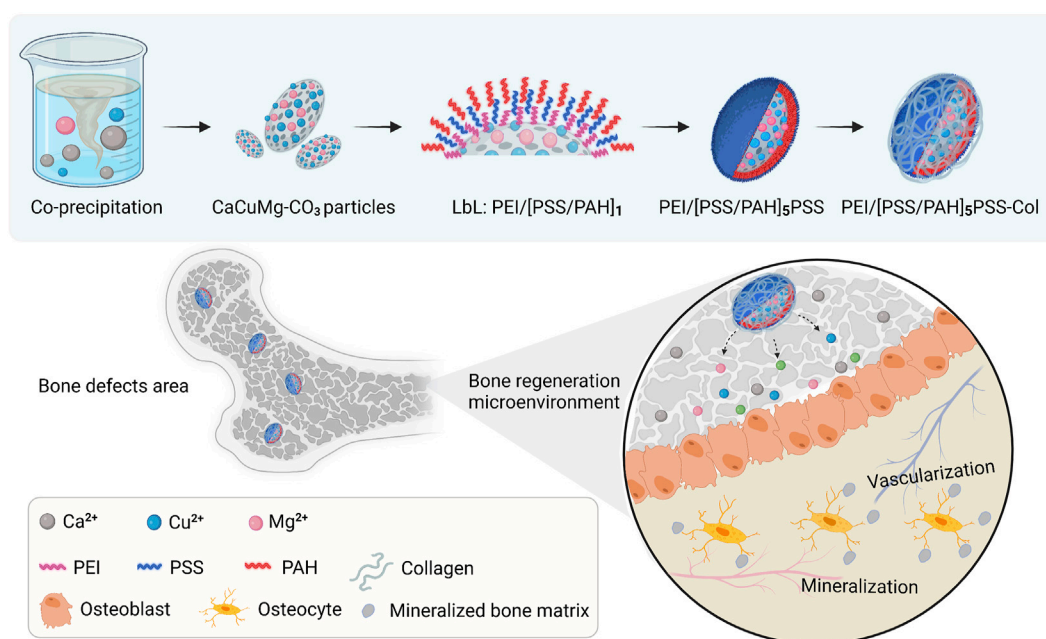 Co-precipitation
CaCuMg-CO₃ particles
LbL: PEI/[PSS/PAH]₁
PEI/[PSS/PAH]₅PSS
PEI/[PSS/PAH]₅PSS-Col
Bone defects area
Bone regeneration
microenvironment
Vascularization
Mineralization
Ca²⁺
Cu²⁺
Mg²⁺
PEI
PSS
PAH
Collagen
Osteoblast
Osteocyte
Mineralized bone matrix